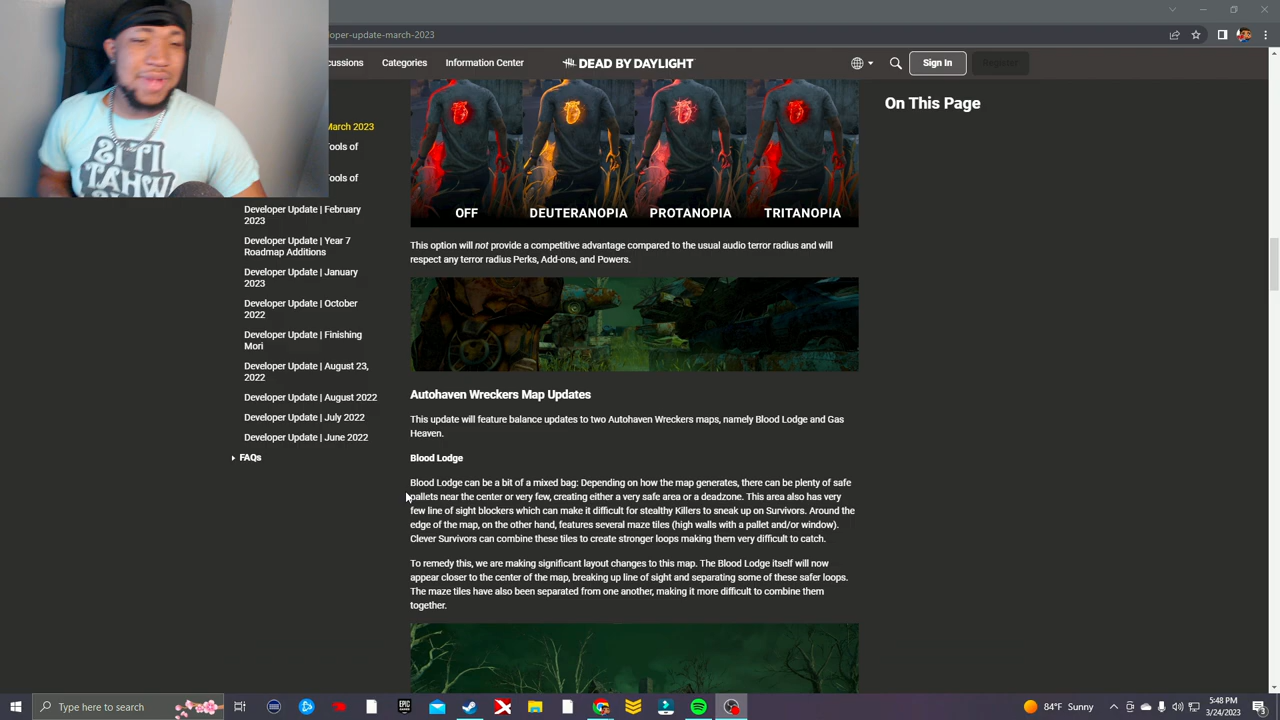 loper-update-march-2023
cussions Categories Information Center DEAD BY DAYLIGHT Sign In Register
On This Page
March 2023
Tools of
Tools of
Developer Update | February
2023
Developer Update | Year 7
Roadmap Additions
Developer Update | January
2023
Developer Update | October
2022
Developer Update | Finishing
Mori
Developer Update | August 23,
2022
Developer Update | August 2022
Developer Update | July 2022
Developer Update | June 2022
FAQs
ITIS
WHAT
OFF DEUTERANOPIA PROTANOPIA TRITANOPIA
This option will not provide a competitive advantage compared to the usual audio terror radius and will
respect any terror radius Perks, Add-ons, and Powers.
Autohaven Wreckers Map Updates
This update will feature balance updates to two Autohaven Wreckers maps, namely Blood Lodge and Gas
Heaven.
Blood Lodge
Blood Lodge can be a bit of a mixed bag: Depending on how the map generates, there can be plenty of safe
pallets near the center or very few, creating either a very safe area or a deadzone. This area also has very
few line of sight blockers which can make it difficult for stealthy Killers to sneak up on Survivors. Around the
edge of the map, on the other hand, features several maze tiles (high walls with a pallet and/or window).
Clever Survivors can combine these tiles to create stronger loops making them very difficult to catch.
To remedy this, we are making significant layout changes to this map. The Blood Lodge itself will now
appear closer to the center of the map, breaking up line of sight and separating some of these safer loops.
The maze tiles have also been separated from one another, making it more difficult to combine them
together.
Type here to search
EPIC
84°F Sunny
5:48 PM
3/24/2023